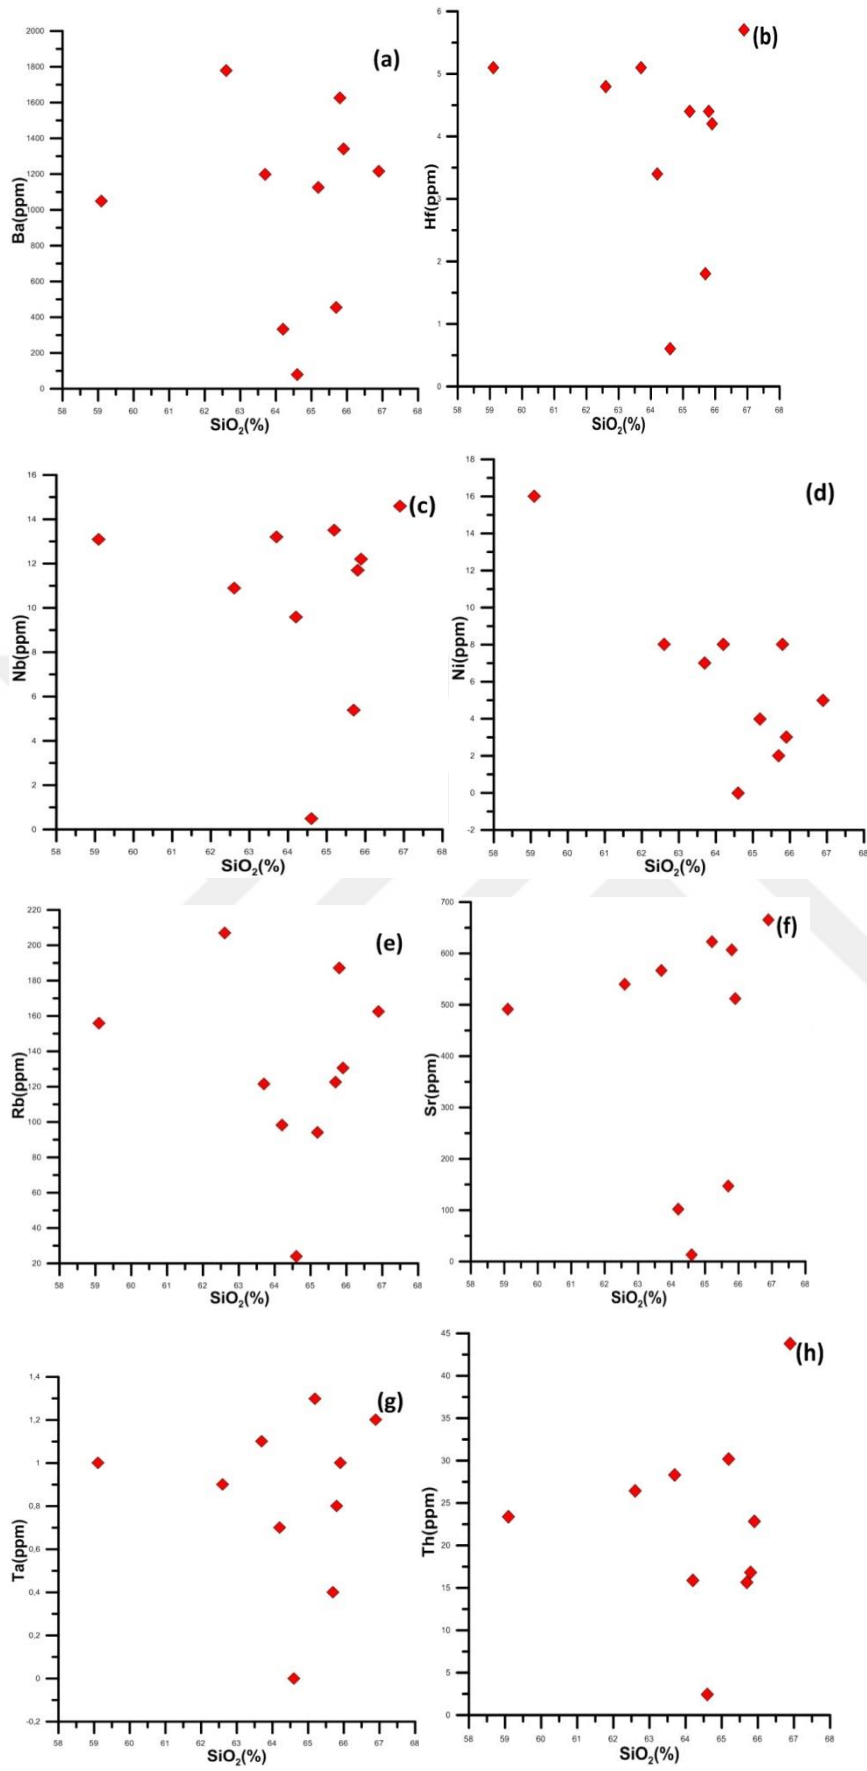 (a)
Ba(ppm)
2000
1800
1600
1400
1200
1000
800
600
400
200
0
58 59 60 61 62 63 64 65 66 67 68
SiO₂(%)
(b)
Hf(ppm)
6
5
4
3
2
1
0
58 59 60 61 62 63 64 65 66 67 68
SiO₂(%)
(c)
Nb(ppm)
16
14
12
10
8
6
4
2
0
58 59 60 61 62 63 64 65 66 67 68
SiO₂(%)
(d)
Ni(ppm)
18
16
14
12
10
8
6
4
2
0
-2
58 59 60 61 62 63 64 65 66 67 68
SiO₂(%)
(e)
Rb(ppm)
220
200
180
160
140
120
100
80
60
40
20
58 59 60 61 62 63 64 65 66 67 68
SiO₂(%)
(f)
Sr(ppm)
700
600
500
400
300
200
100
0
58 59 60 61 62 63 64 65 66 67 68
SiO₂(%)
(g)
Ta(ppm)
1,4
1,2
1
0,8
0,6
0,4
0,2
0
-0,2
58 59 60 61 62 63 64 65 66 67 68
SiO₂(%)
(h)
Th(ppm)
45
40
35
30
25
20
15
10
5
0
58 59 60 61 62 63 64 65 66 67 68
SiO₂(%)